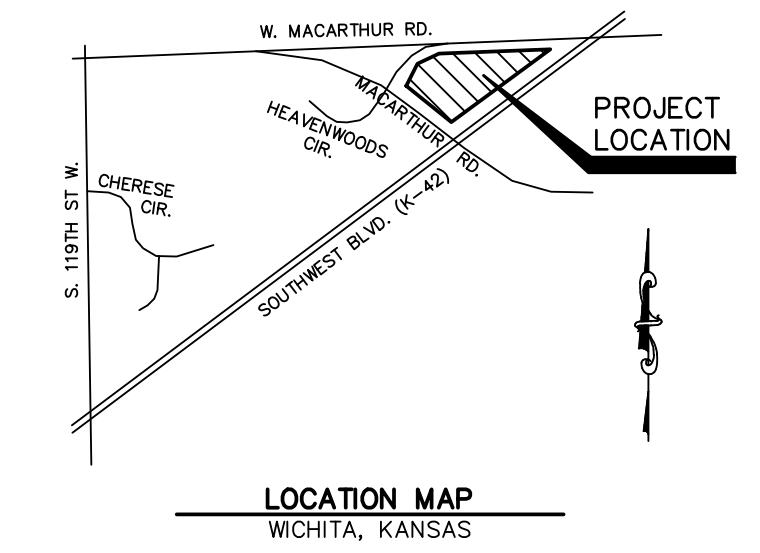 W. MACARTHUR RD.
MACARTHUR RD.
HEAVENWOODS
CIR.
PROJECT
LOCATION
CHERESE
CIR.
S. 119TH ST W.
SOUTHWEST BLVD. (K-42)
LOCATION MAP
WICHITA, KANSAS